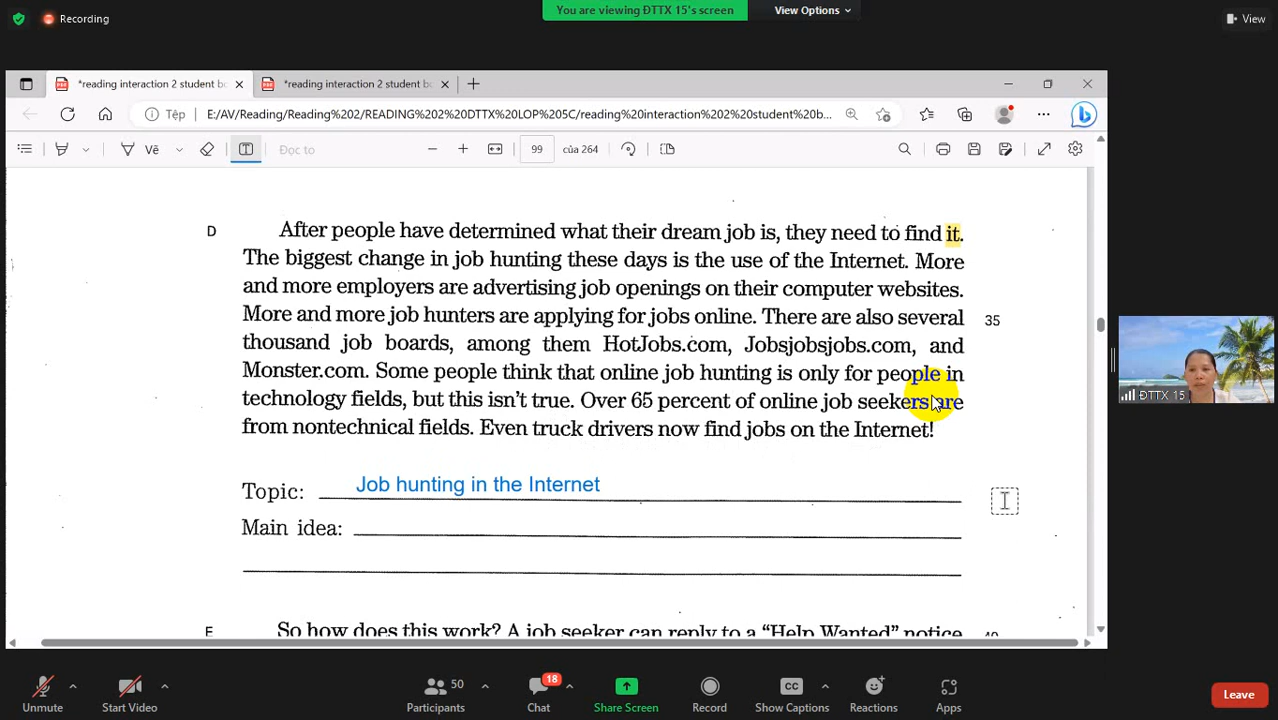 Recording
You are viewing ĐTTX 15's screen
View Options
View
*reading interaction 2 student bo
*reading interaction 2 student bo
Tệp
E:/AV/Reading/Reading%202/READING%202%20DTTX%20LOP%205C/reading%20interaction%202%20student%20b...
Vẽ
Đọc to
99
của 264
D
After people have determined what their dream job is, they need to find it.
The biggest change in job hunting these days is the use of the Internet. More
and more employers are advertising job openings on their computer websites.
More and more job hunters are applying for jobs online. There are also several
35
thousand job boards, among them HotJobs.com, Jobsjobsjobs.com, and
Monster.com. Some people think that online job hunting is only for people in
technology fields, but this isn't true. Over 65 percent of online job seekers are
from nontechnical fields. Even truck drivers now find jobs on the Internet!
Topic: Job hunting in the Internet
Main idea:
E
So how does this work? A job seeker can reply to a "Help Wanted" notice
40
ĐTTX 15
Unmute
Start Video
50
Participants
18
Chat
Share Screen
Record
CC
Show Captions
Reactions
Apps
Leave